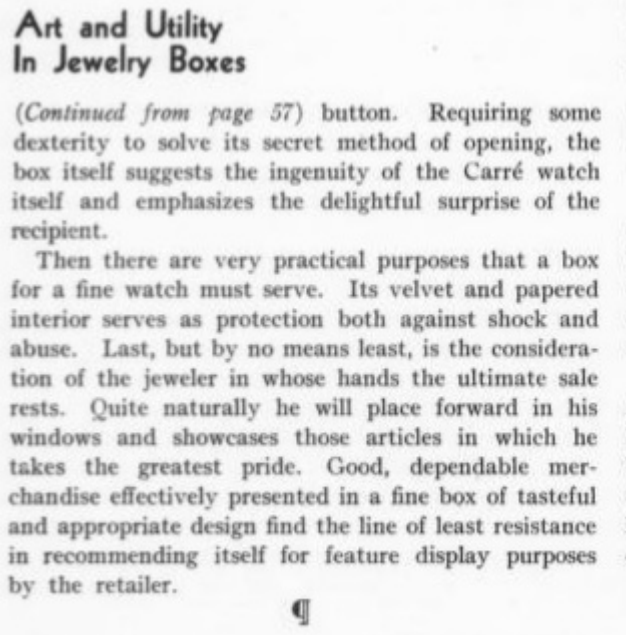 Art and Utility
In Jewelry Boxes
(Continued from page 57) button. Requiring some
dexterity to solve its secret method of opening, the
box itself suggests the ingenuity of the Carré watch
itself and emphasizes the delightful surprise of the
recipient.
Then there are very practical purposes that a box
for a fine watch must serve. Its velvet and papered
interior serves as protection both against shock and
abuse. Last, but by no means least, is the considera-
tion of the jeweler in whose hands the ultimate sale
rests. Quite naturally he will place forward in his
windows and showcases those articles in which he
takes the greatest pride. Good, dependable mer-
chandise effectively presented in a fine box of tasteful
and appropriate design find the line of least resistance
in recommending itself for feature display purposes
by the retailer.
¶